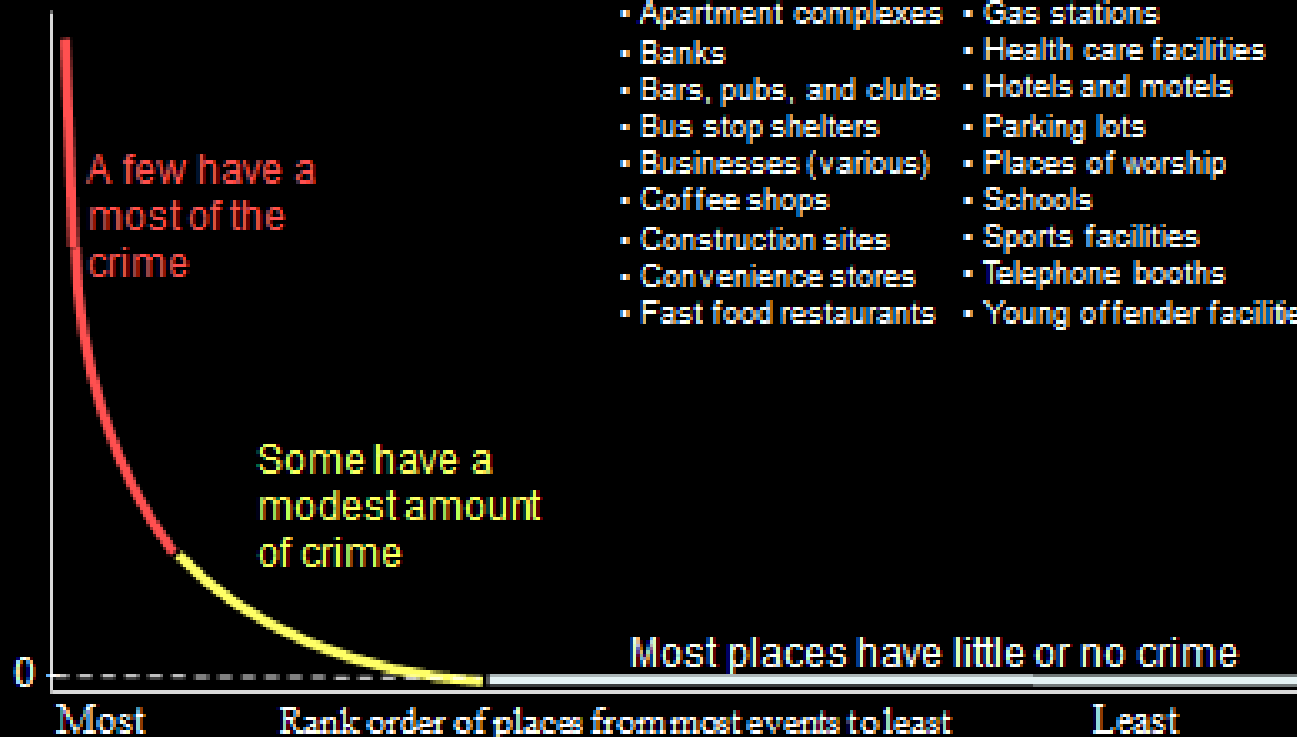 ▪ Apartment complexes
▪ Banks
▪ Bars, pubs, and clubs
▪ Bus stop shelters
▪ Businesses (various)
▪ Coffee shops
▪ Construction sites
▪ Convenience stores
▪ Fast food restaurants
▪ Gas stations
▪ Health care facilities
▪ Hotels and motels
▪ Parking lots
▪ Places of worship
▪ Schools
▪ Sports facilities
▪ Telephone booths
▪ Young offender facilitie
A few have a
most of the
crime
Some have a
modest amount
of crime
Most places have little or no crime
0
Most
Rank order of places from most events to least
Least